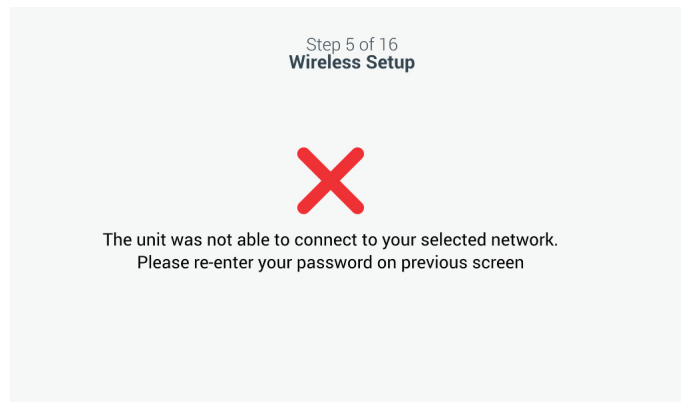 Step 5 of 16
Wireless Setup
The unit was not able to connect to your selected network.
Please re-enter your password on previous screen